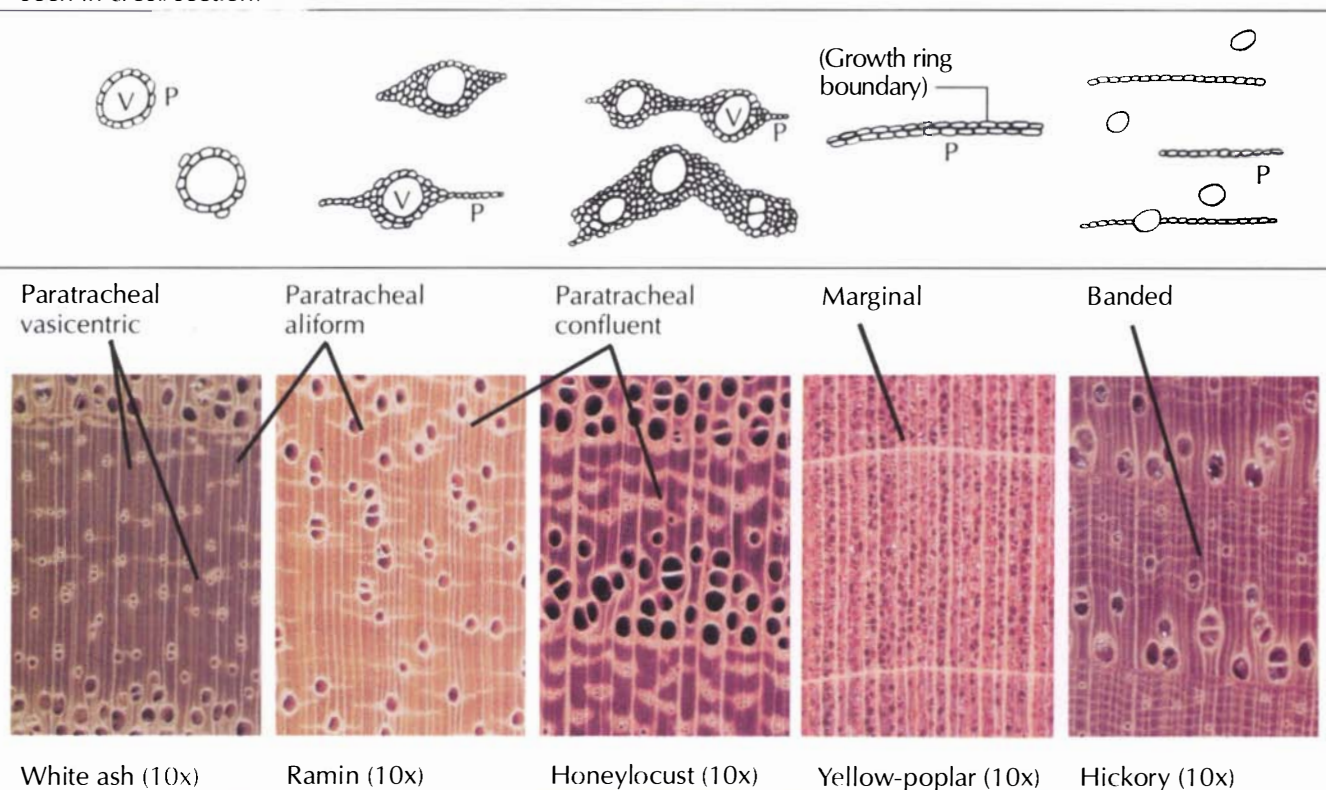 (Growth ring
boundary)
V P
V
P
V
P
P
P
Paratracheal
vasicentric
Paratracheal
aliform
Paratracheal
confluent
Marginal
Banded
White ash (10x)
Ramin (10x)
Honeylocust (10x)
Yellow-poplar (10x)
Hickory (10x)